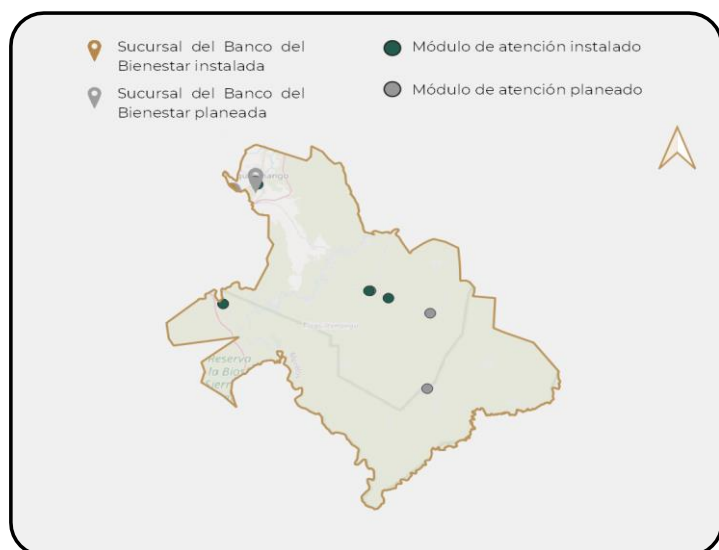 Sucursal del Banco del
Bienestar instalada
Módulo de atención instalado
Sucursal del Banco del
Bienestar planeada
Módulo de atención planeado
Reserva